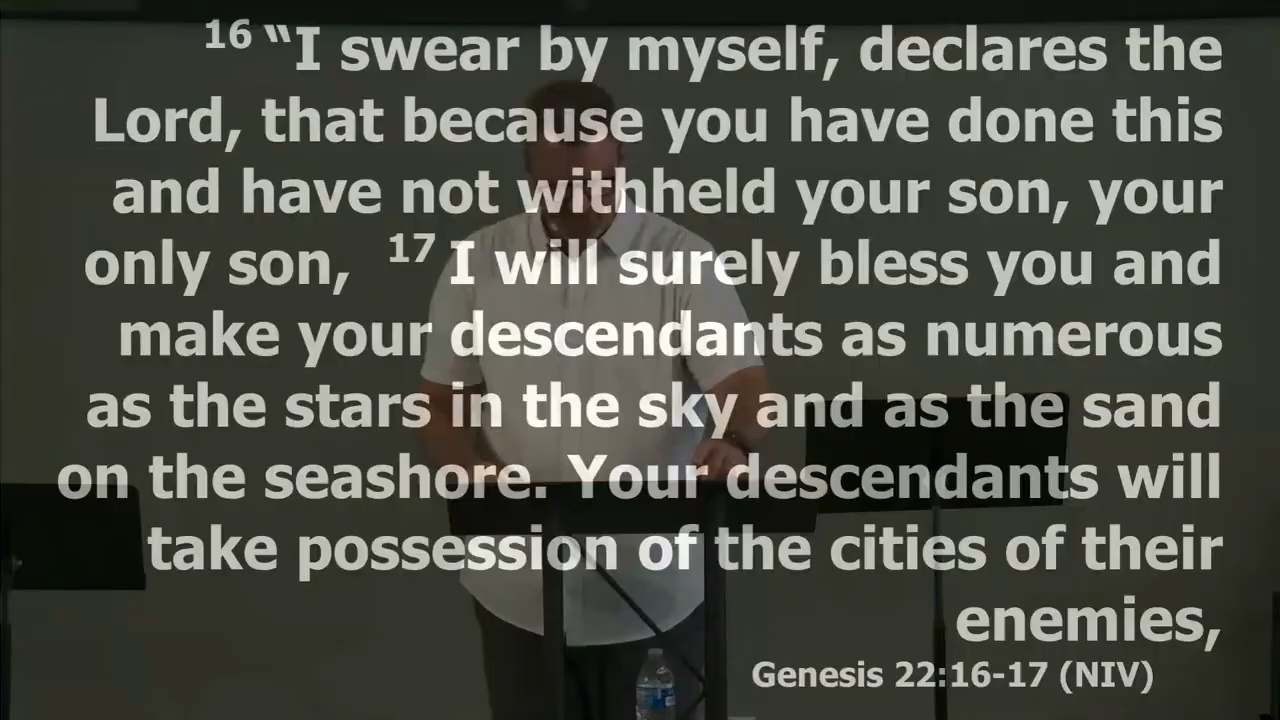 16 “I swear by myself, declares the
Lord, that because you have done this
and have not withheld your son, your
only son, 17 I will surely bless you and
make your descendants as numerous
as the stars in the sky and as the sand
on the seashore. Your descendants will
take possession of the cities of their
enemies,
Genesis 22:16-17 (NIV)